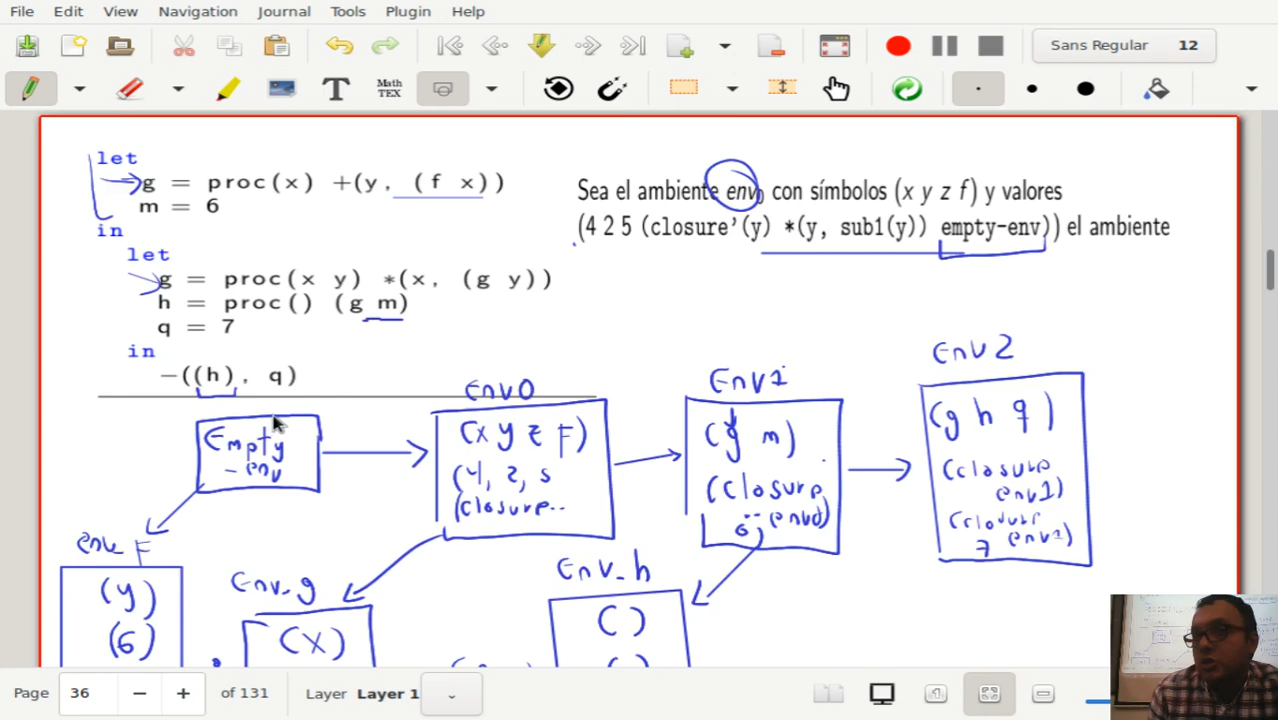 File Edit View Navigation Journal Tools Plugin Help
Sans Regular 12
T Math TEX
let
g = proc(x) +(y, (f x))
m = 6
in
let
g = proc(x y) *(x, (g y))
h = proc() (g m)
q = 7
in
-((h), q)
Sea el ambiente env0 con símbolos (x y z f) y valores
(4 2 5 (closure'(y) *(y, sub1(y)) empty-env)) el ambiente
Empty
-env
Env0
(x y z F)
(4, 2, 5
(closure..
Env1
(g m)
(closure
6 (env0)
Env2
(g h q)
(closure
env1)
(closure
7 env1)
env_F
(y)
(6)
Env_g
(x)
Env_h
()
Page 36 of 131 Layer Layer 1